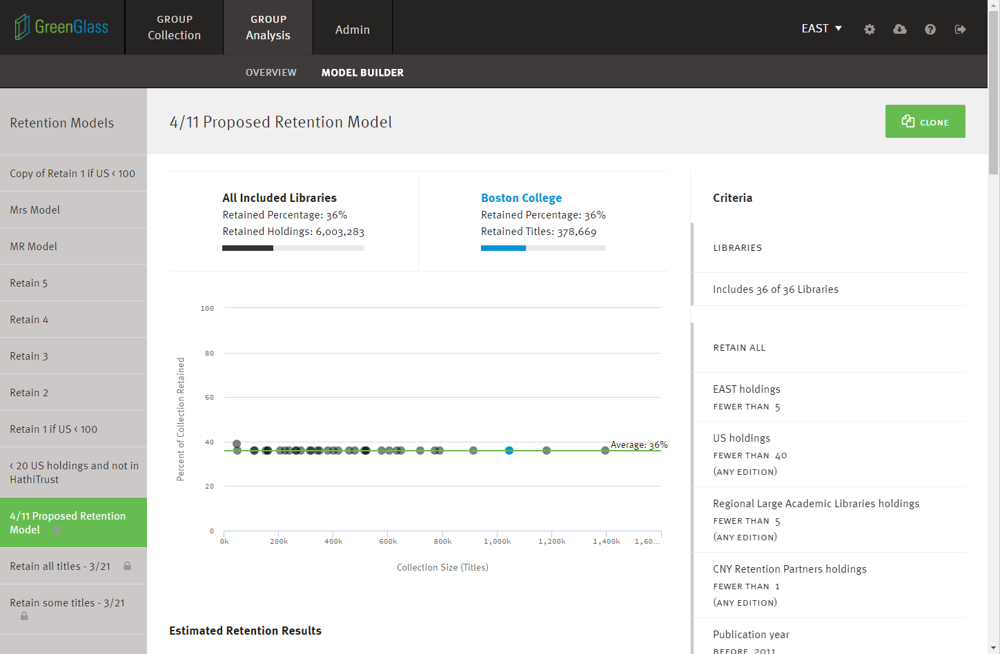 GreenGlass
GROUP
Collection
GROUP
Analysis
Admin
EAST
OVERVIEW
MODEL BUILDER
Retention Models
Copy of Retain 1 if US < 100
Mrs Model
MR Model
Retain 5
Retain 4
Retain 3
Retain 2
Retain 1 if US < 100
< 20 US holdings and not in
HathiTrust
4/11 Proposed Retention
Model
Retain all titles - 3/21
Retain some titles - 3/21
4/11 Proposed Retention Model
CLONE
All Included Libraries
Retained Percentage: 36%
Retained Holdings: 6,003,283
Boston College
Retained Percentage: 36%
Retained Titles: 378,669
Percent of Collection Retained
100
80
60
40
20
0
Average: 36%
0k 200k 400k 600k 800k 1,000k 1,200k 1,400k 1,60...
Collection Size (Titles)
Estimated Retention Results
Criteria
LIBRARIES
Includes 36 of 36 Libraries
RETAIN ALL
EAST holdings
FEWER THAN 5
US holdings
FEWER THAN 40
(ANY EDITION)
Regional Large Academic Libraries holdings
FEWER THAN 5
(ANY EDITION)
CNY Retention Partners holdings
FEWER THAN 1
(ANY EDITION)
Publication year
BEFORE 2011